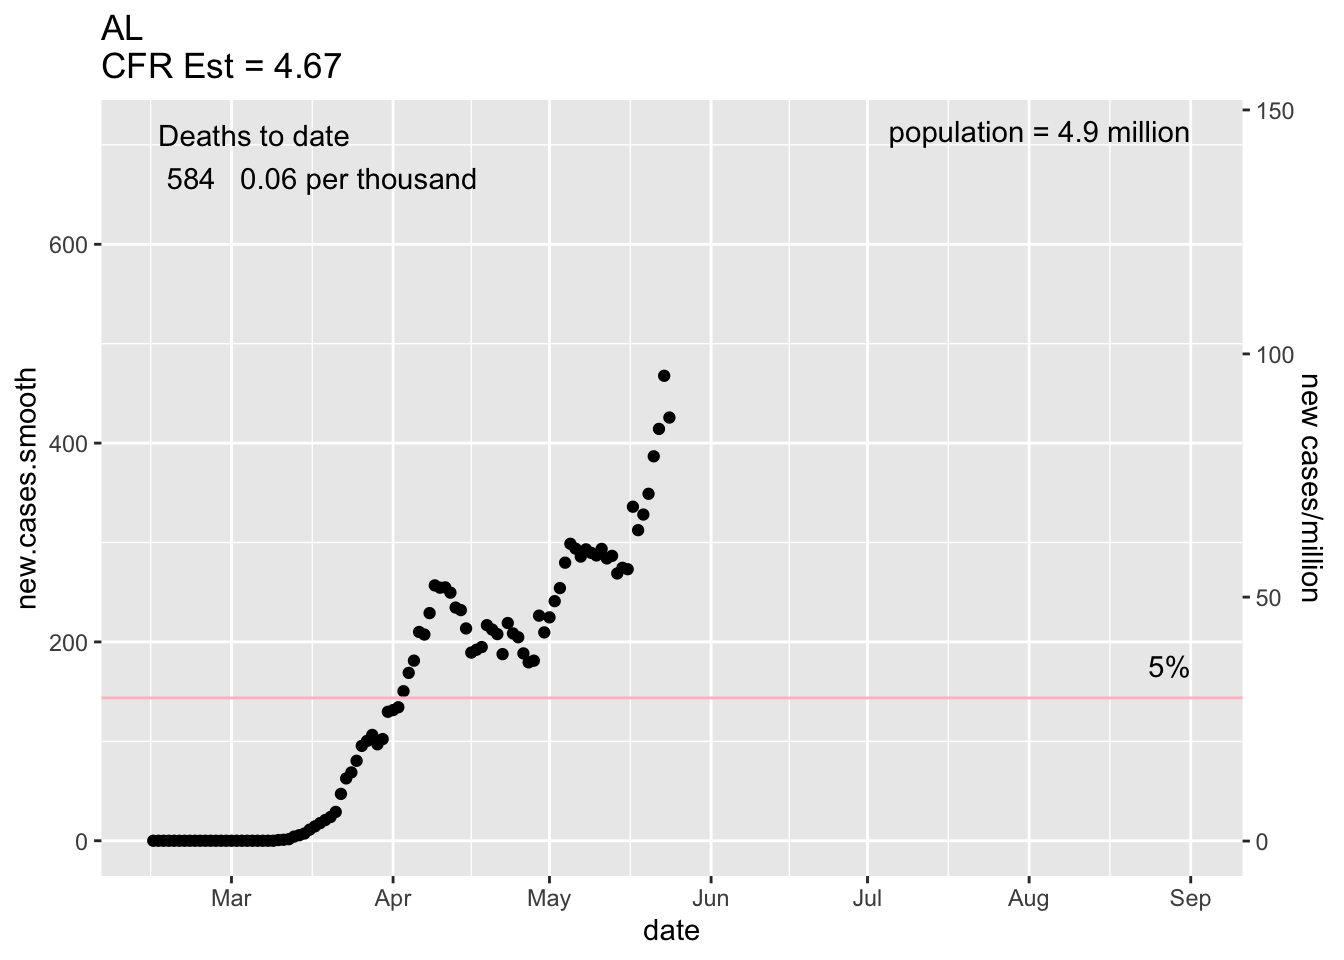 AL
CFR Est = 4.67
Deaths to date
584 0.06 per thousand
population = 4.9 million
5%
new.cases.smooth
600
400
200
0
150
100
50
0
new cases/million
Mar Apr May Jun Jul Aug Sep
date